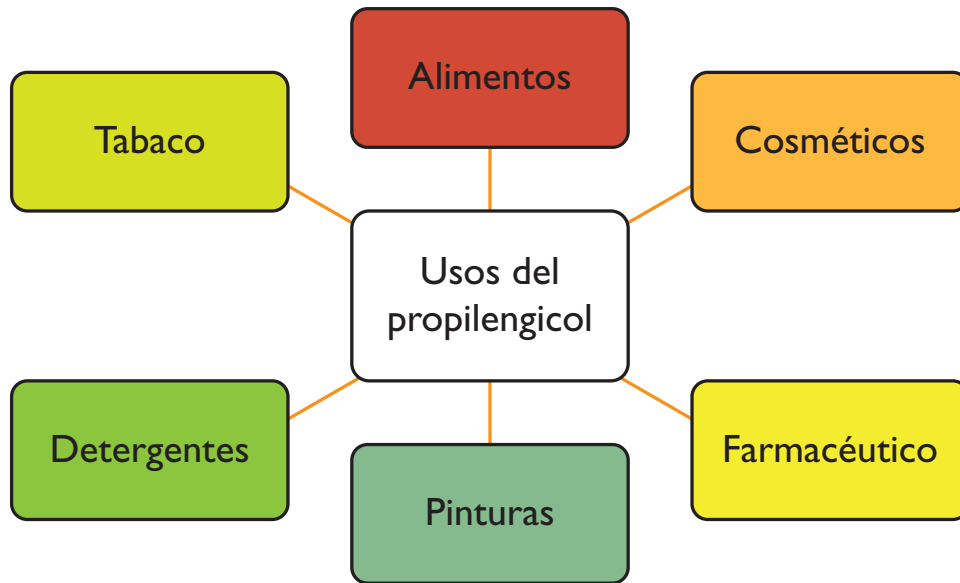 Alimentos
Tabaco
Cosméticos
Usos del
propilengicol
Detergentes
Farmacéutico
Pinturas